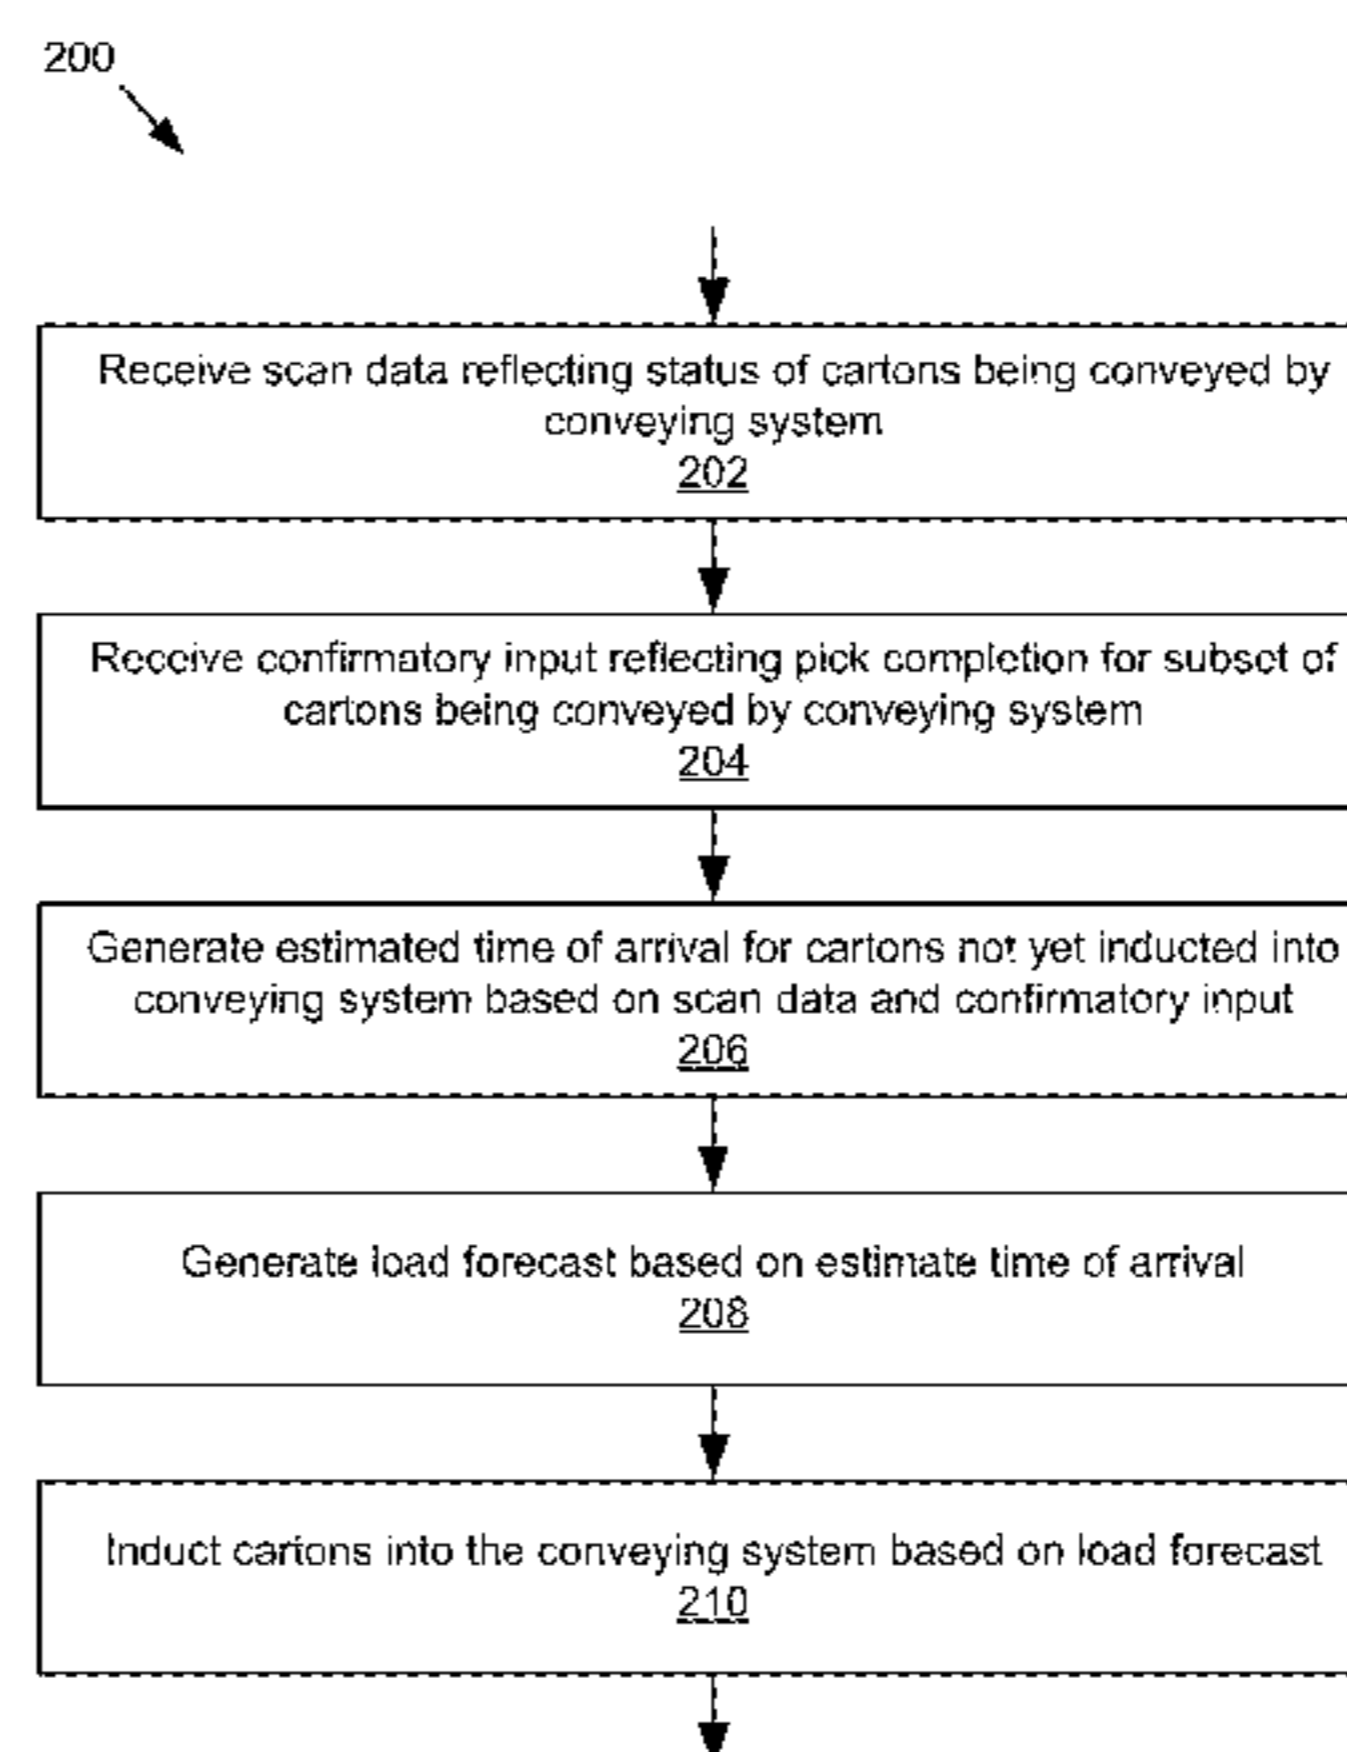 200
Receive scan data reflecting status of cartons being conveyed by
conveying system
202
Receive confirmatory input reflecting pick completion for subset of
cartons being conveyed by conveying system
204
Generate estimated time of arrival for cartons not yet inducted into
conveying system based on scan data and confirmatory input
206
Generate load forecast based on estimate time of arrival
208
Induct cartons into the conveying system based on load forecast
210